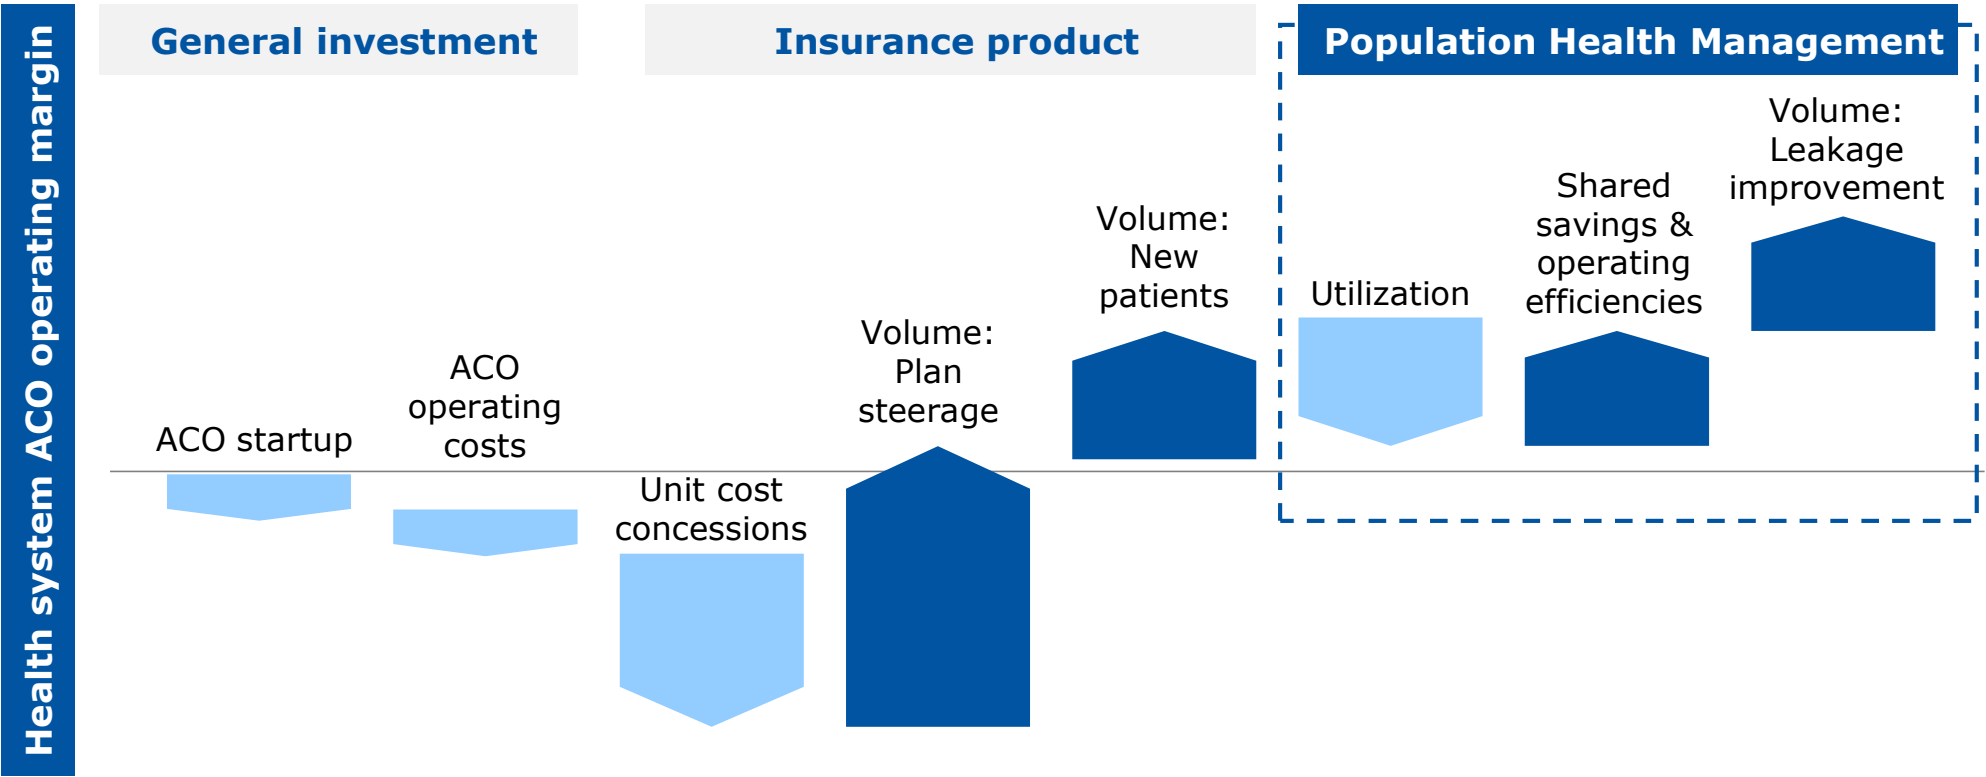 Health system ACO operating margin
General investment
Insurance product
Population Health Management
ACO startup
ACO
operating
costs
Unit cost
concessions
Volume:
Plan
steerage
Volume:
New
patients
Utilization
Shared
savings &
operating
efficiencies
Volume:
Leakage
improvement